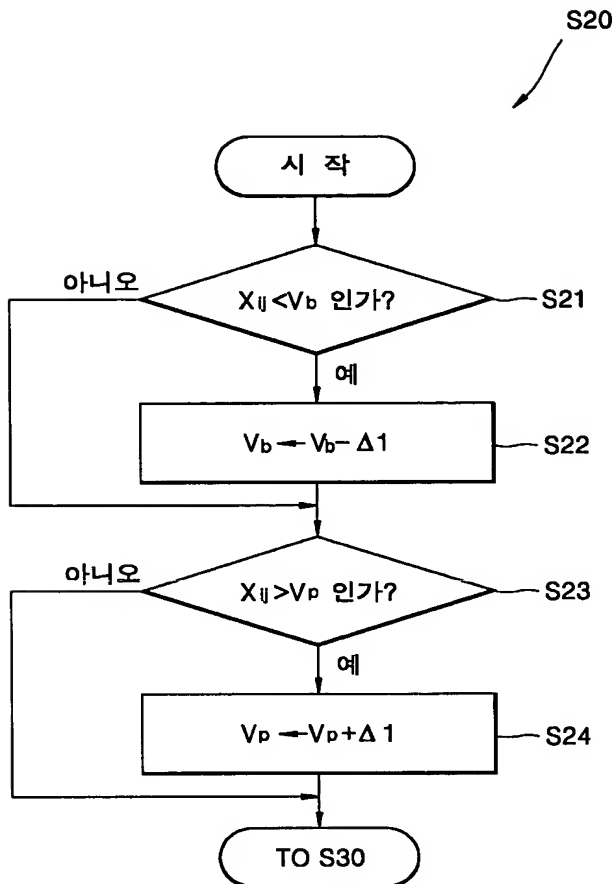 S20
시 작
아니오
Xij<Vb 인가?
S21
예
Vb ← Vb − Δ1
S22
아니오
Xij>Vp 인가?
S23
예
Vp ← Vp + Δ1
S24
TO S30